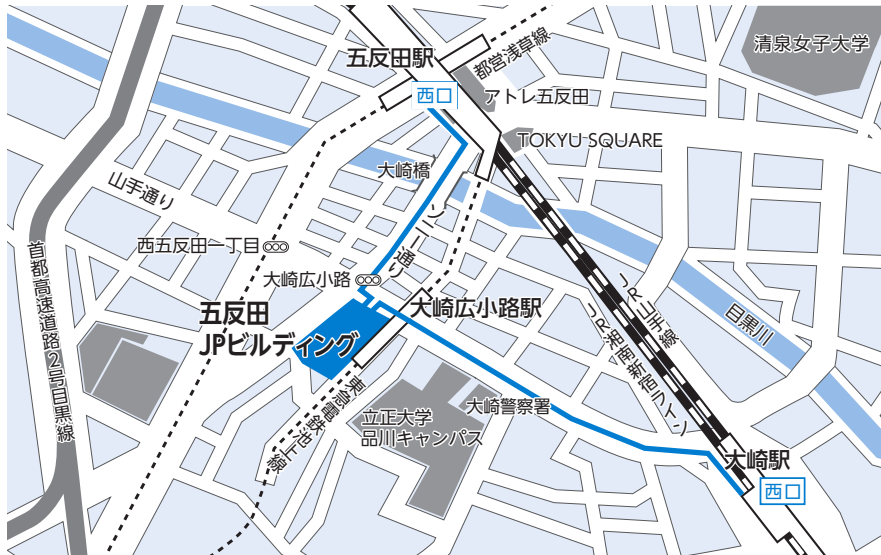 清泉女子大学
都営浅草線
五反田駅
西口
アトレ五反田
TOKYU SQUARE
大崎橋
山手通り
ソニー通り
西五反田一丁目
大崎広小路
首都高速道路2号目黒線
五反田
JPビルディング
大崎広小路駅
JR山手線
JR湘南新宿ライン
目黒川
東急電鉄池上線
立正大学
品川キャンパス
大崎警察署
大崎駅
西口